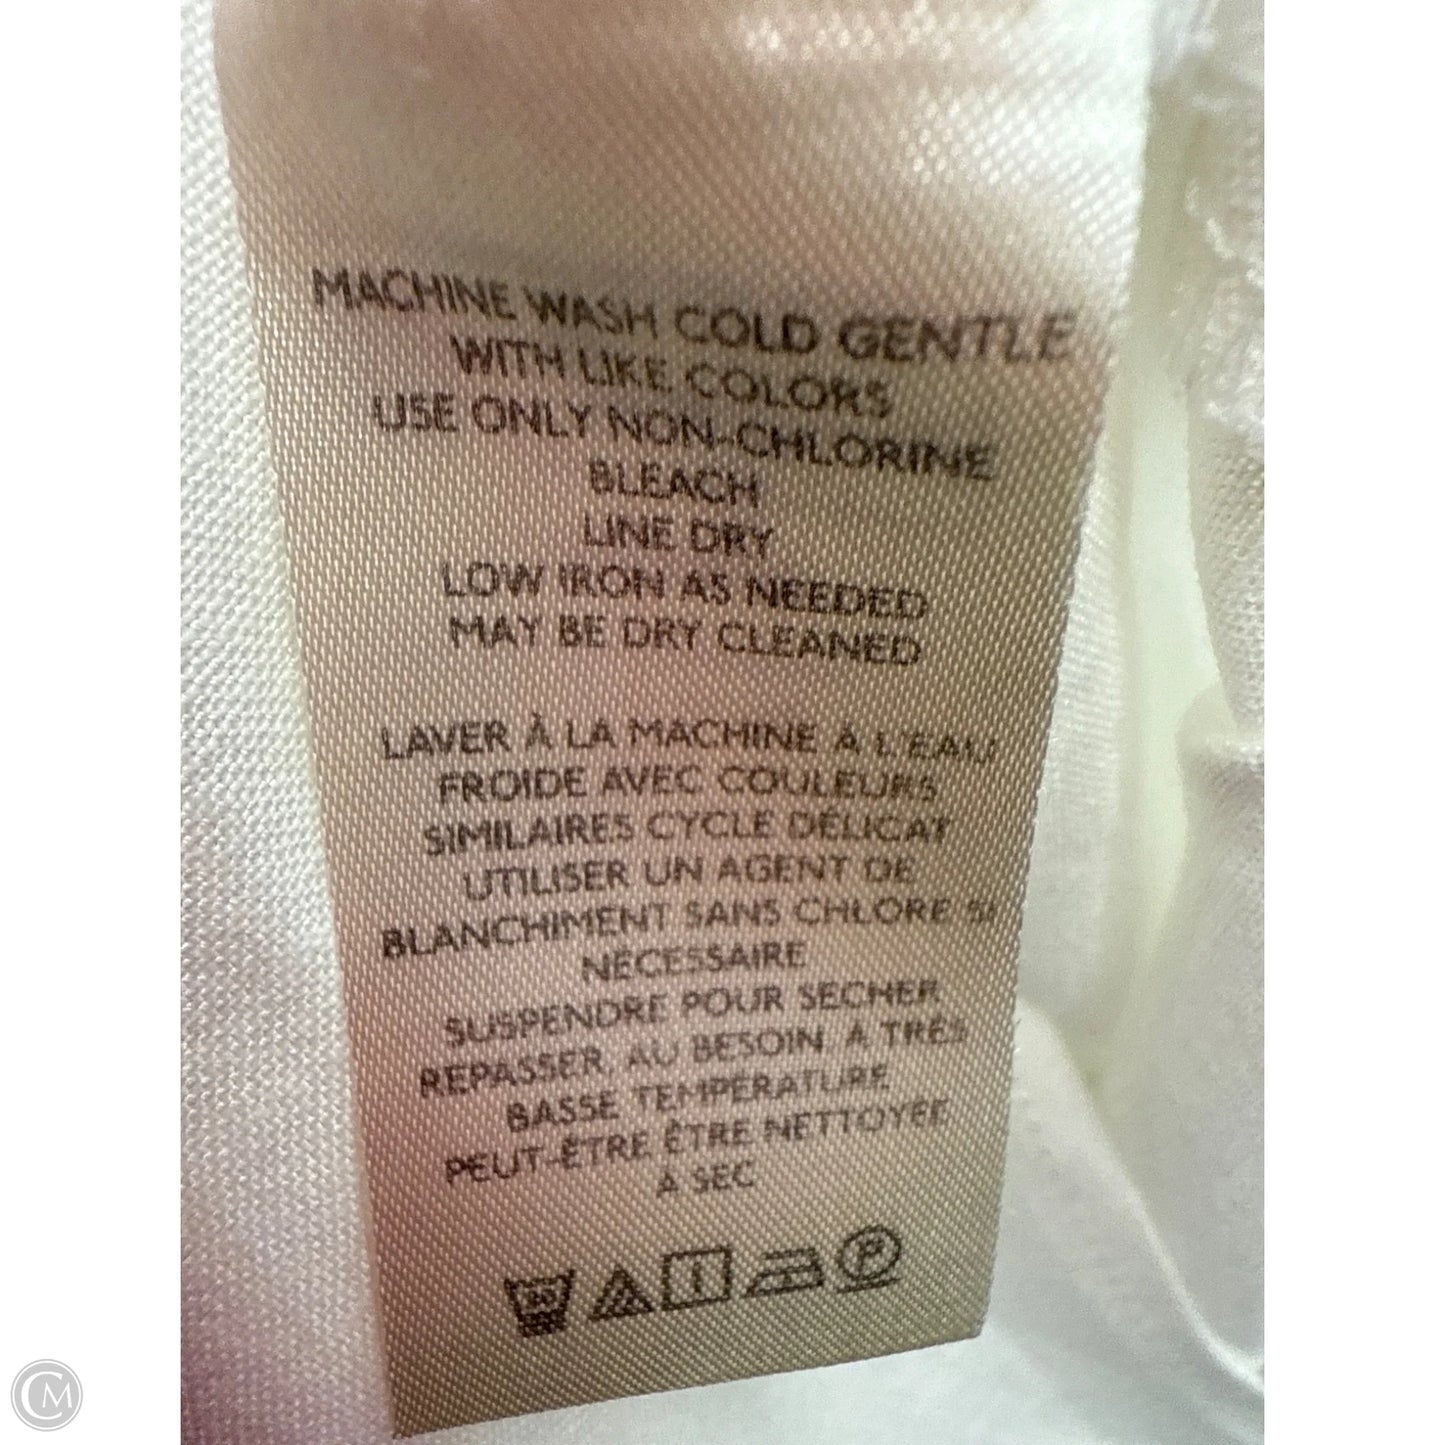 MACHINE WASH COLD GENTLE
WITH LIKE COLORS
USE ONLY NON-CHLORINE
BLEACH
LINE DRY
LOW IRON AS NEEDED
MAY BE DRY CLEANED
LAVER À LA MACHINE A L'EAU
FROIDE AVEC COULEURS
SIMILAIRES CYCLE DÉLICAT
UTILISER UN AGENT DE
BLANCHIMENT SANS CHLORE SI
NÉCESSAIRE
SUSPENDRE POUR SÉCHER
REPASSER, AU BESOIN, À TRÈS
BASSE TEMPÉRATURE
PEUT-ÊTRE ÊTRE NETTOYÉE
À SEC
30
P
CM